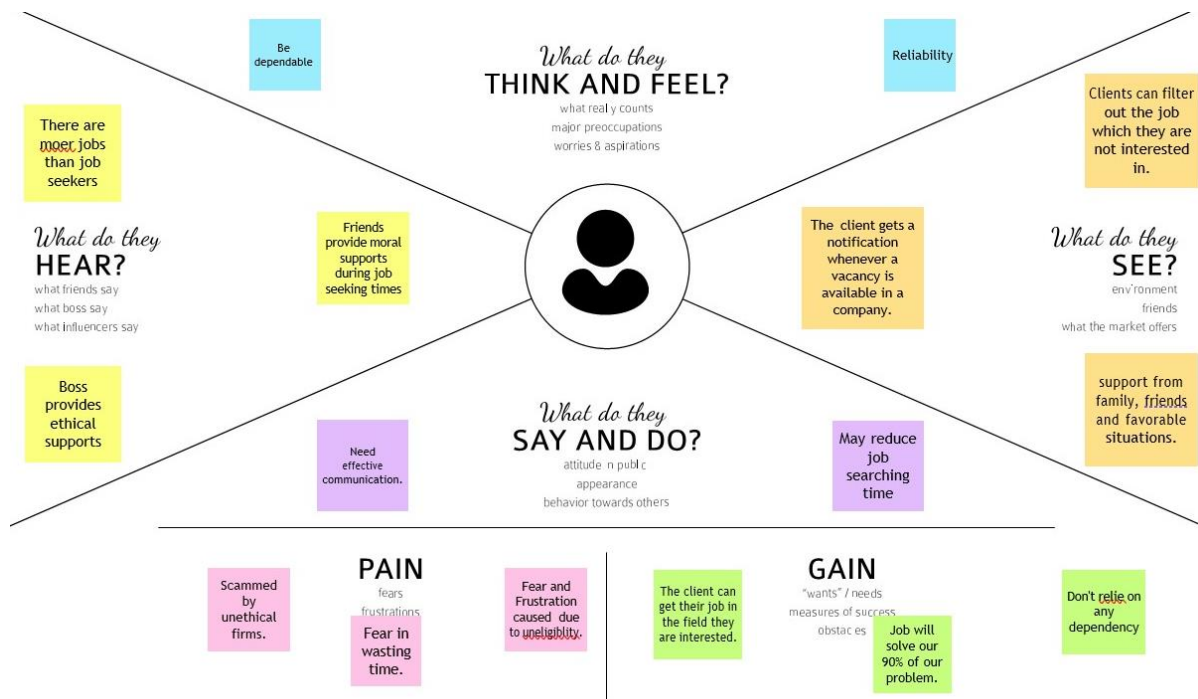 Be
dependable
What do they
THINK AND FEEL?
what real y counts
major preoccupations
worries & aspirations
Reliability
There are
moer jobs
than job
seekers
What do they
HEAR?
what friends say
what boss say
what influencers say
Friends
provide moral
supports
during job
seeking times
Boss
provides
ethical
supports
Clients can filter
out the job
which they are
not interested
in.
The client gets a
notification
whenever a
vacancy is
available in a
company.
What do they
SEE?
env'ronment
friends
what the market offers
support from
family, friends
and favorable
situations.
Need
effective
communication.
What do they
SAY AND DO?
attitude n publ c
appearance
behavior towards others
May reduce
job
searching
time
Scammed
by
unethical
firms.
PAIN
fears
frustrations
Fear in
wasting
time.
Fear and
Frustration
caused due
to uneligiblity.
The client can
get their job in
the field they
are interested.
GAIN
"wants" / needs
measures of success
obstac es
Job will
solve our
90% of our
problem.
Don't relie on
any
dependency